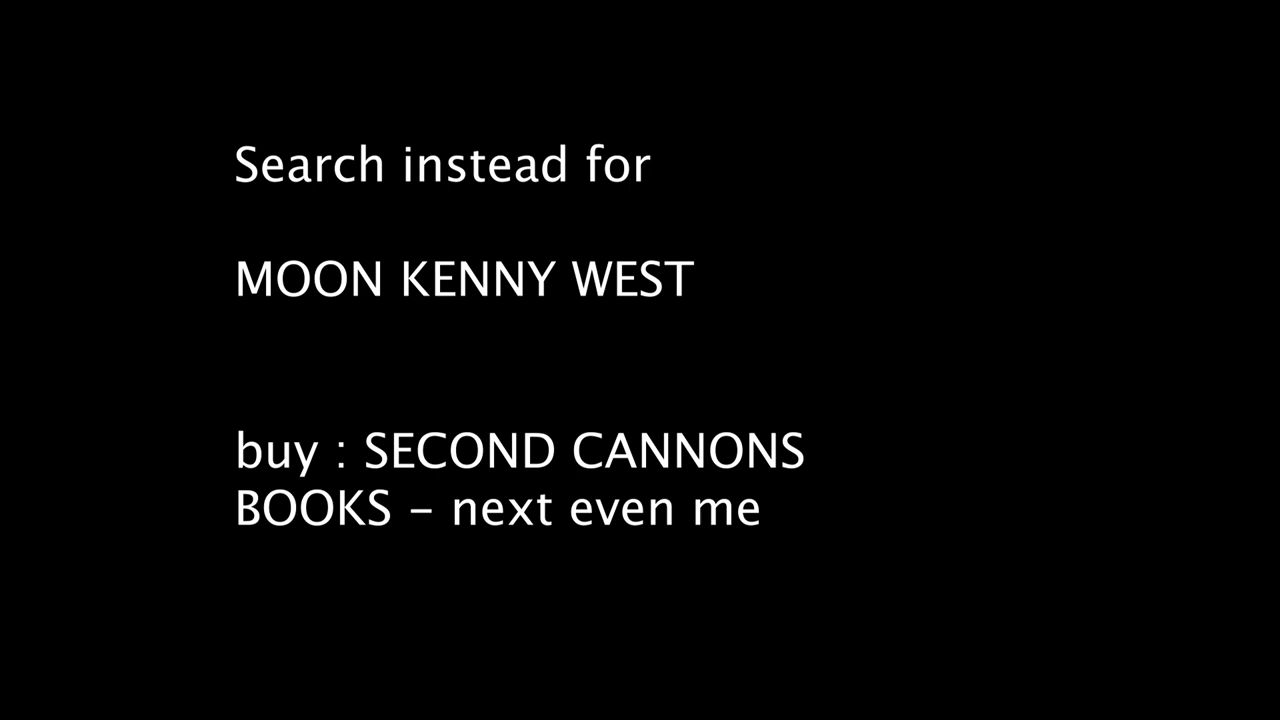 Search instead for
MOON KENNY WEST
buy : SECOND CANNONS
BOOKS – next even me